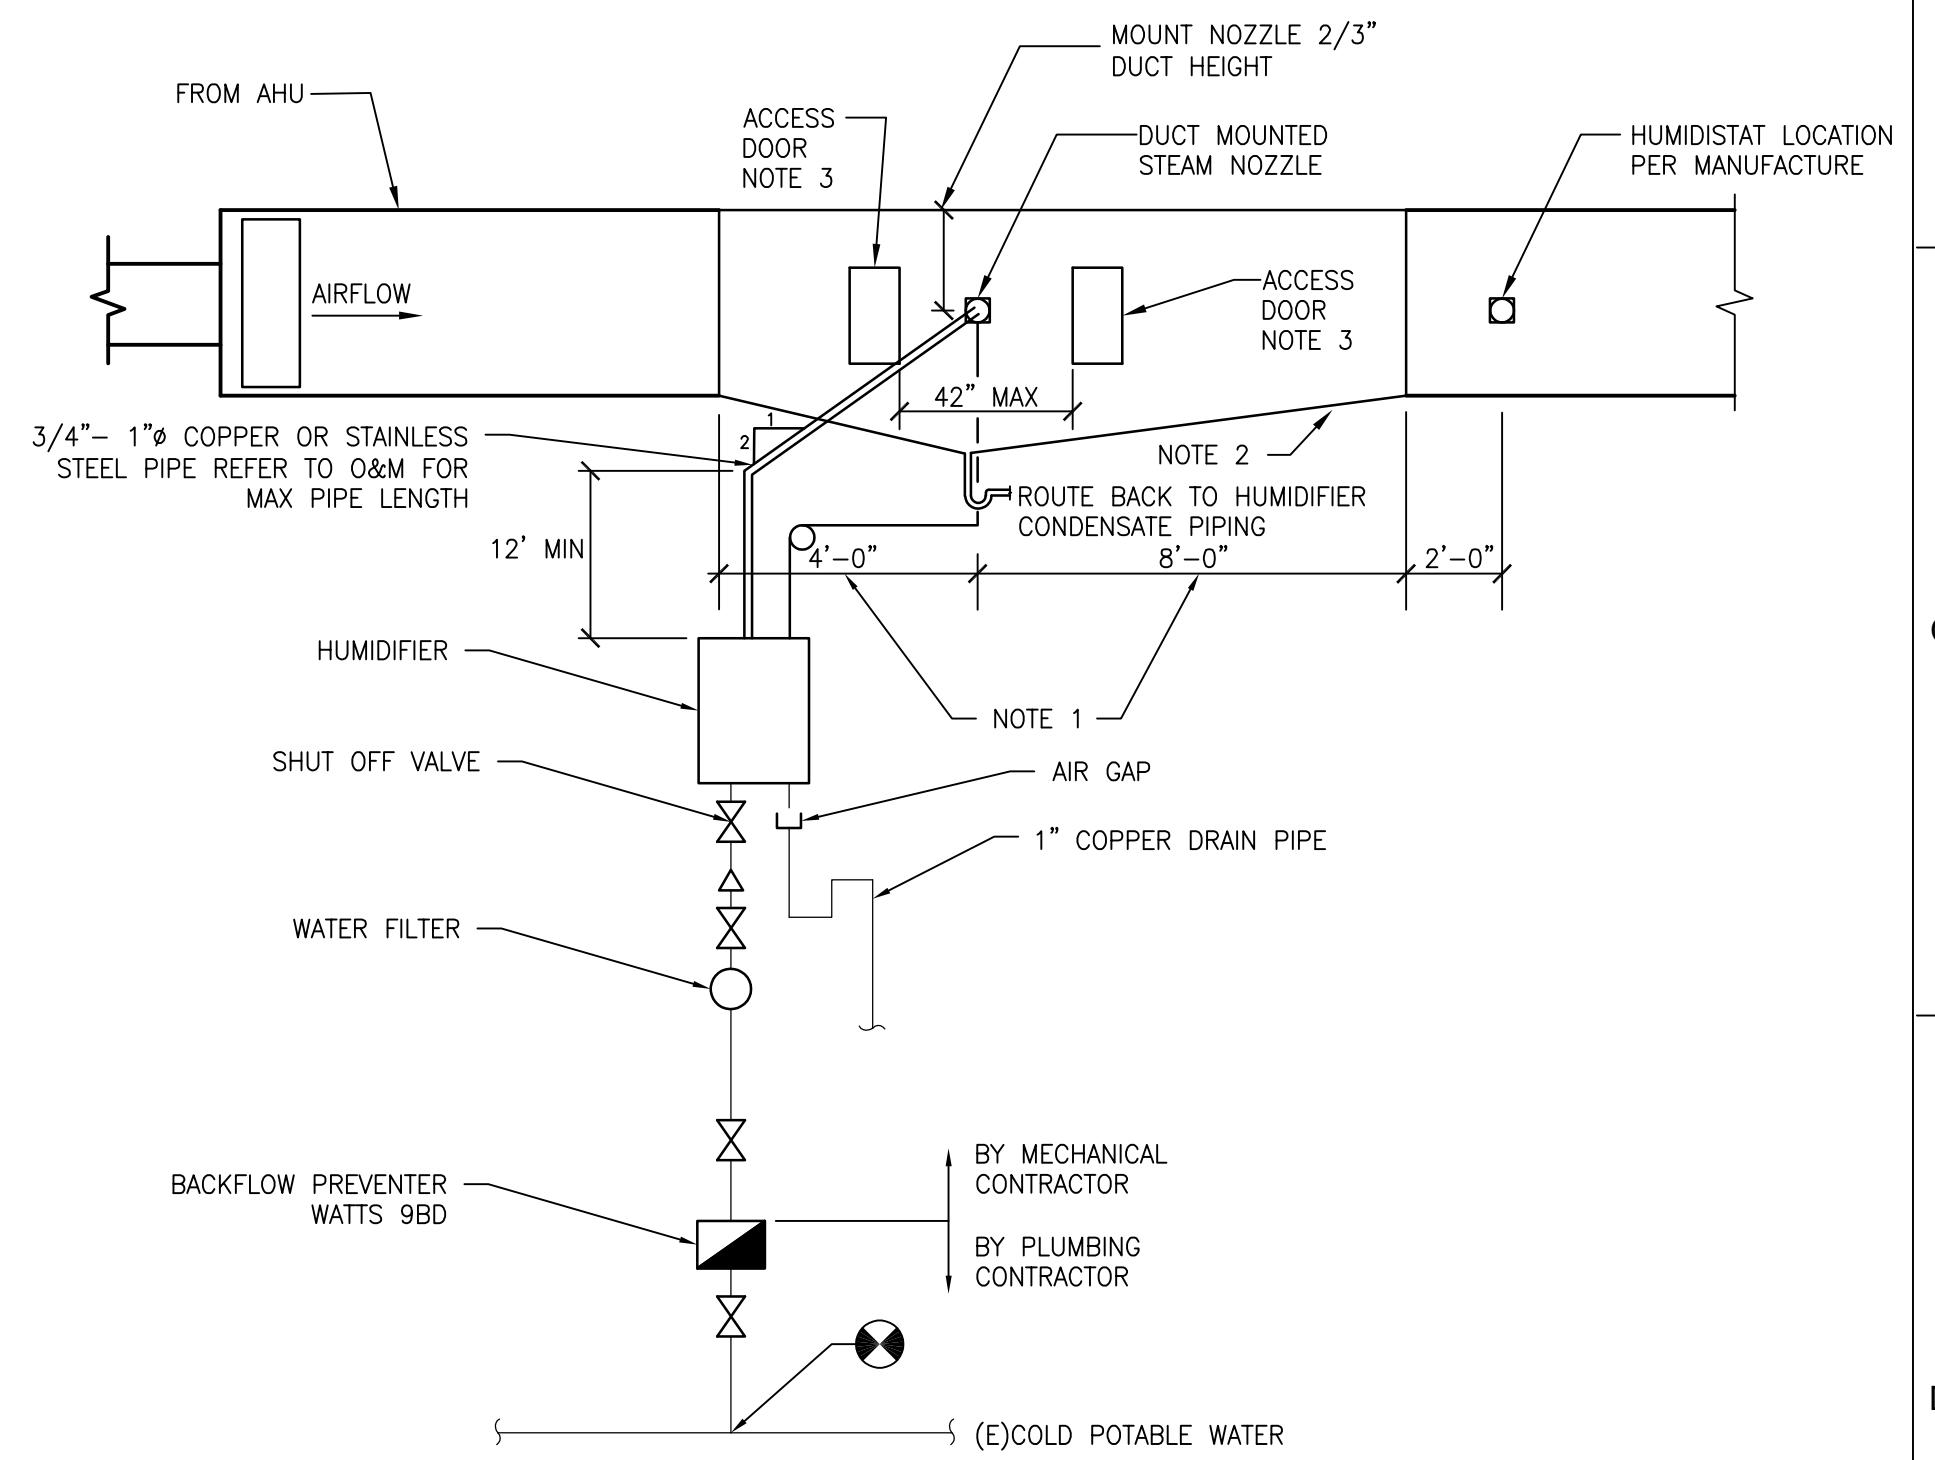 MOUNT NOZZLE 2/3"
DUCT HEIGHT
FROM AHU
ACCESS
DOOR
NOTE 3
DUCT MOUNTED
STEAM NOZZLE
HUMIDISTAT LOCATION
PER MANUFACTURE
AIRFLOW
ACCESS
DOOR
NOTE 3
42" MAX
1
2
3/4"- 1"ø COPPER OR STAINLESS
STEEL PIPE REFER TO O&M FOR
MAX PIPE LENGTH
NOTE 2
ROUTE BACK TO HUMIDIFIER
CONDENSATE PIPING
12' MIN
4'-0"
8'-0"
2'-0"
HUMIDIFIER
NOTE 1
SHUT OFF VALVE
AIR GAP
1" COPPER DRAIN PIPE
WATER FILTER
BY MECHANICAL
CONTRACTOR
BACKFLOW PREVENTER
WATTS 9BD
BY PLUMBING
CONTRACTOR
(E)COLD POTABLE WATER